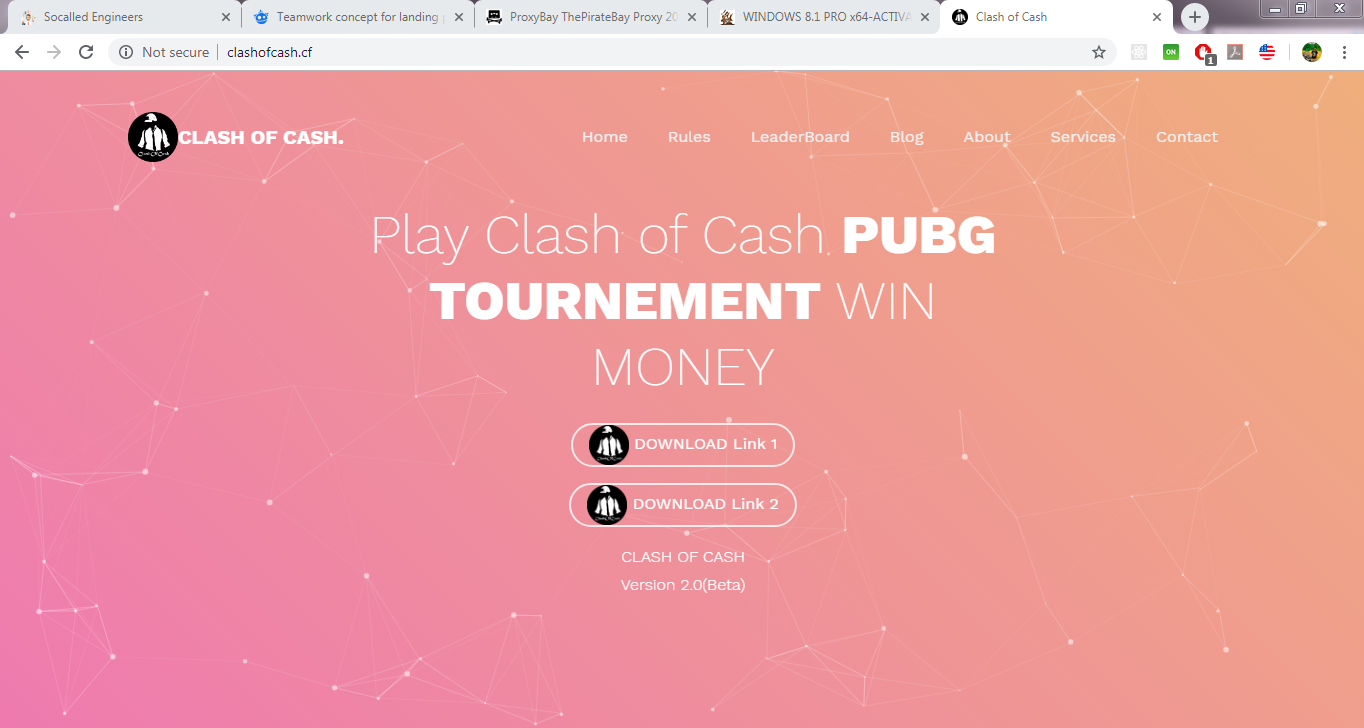 Socalled Engineers
Teamwork concept for landing
ProxyBay ThePirateBay Proxy 20
WINDOWS 8.1 PRO x64-ACTIVA
Clash of Cash
Not secure
clashofcash.cf
ON
1
CLASH OF CASH.
Home
Rules
LeaderBoard
Blog
About
Services
Contact
Play Clash of Cash. PUBG
TOURNEMENT WIN
MONEY
DOWNLOAD Link 1
DOWNLOAD Link 2
CLASH OF CASH
Version 2.0(Beta)